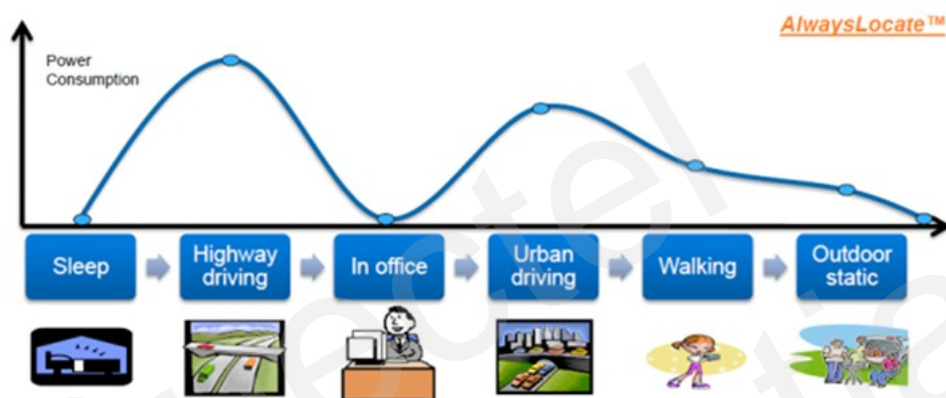 AlwaysLocate™
Power
Consumption
Sleep
Highway
driving
In office
Urban
driving
Walking
Outdoor
static